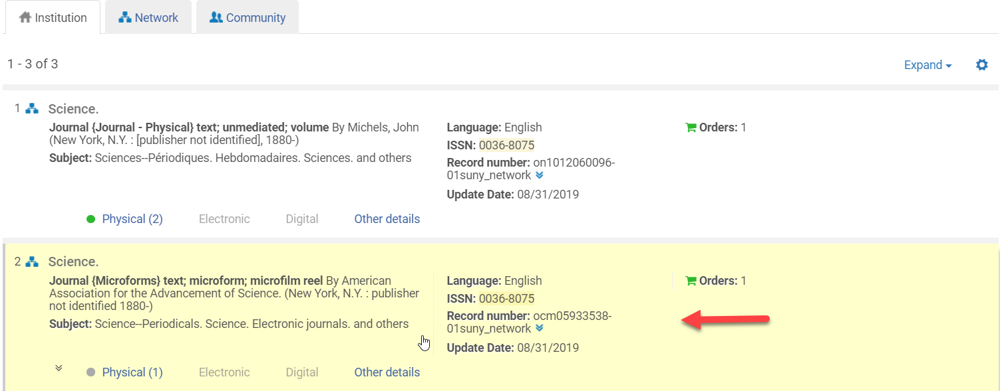 Institution Network Community
1 - 3 of 3 Expand
1 Science.
Journal {Journal - Physical} text; unmediated; volume By Michels, John
(New York, N.Y. : [publisher not identified], 1880-)
Subject: Sciences--Périodiques. Hebdomadaires. Sciences. and others
Language: English
ISSN: 0036-8075
Record number: on1012060096-
01suny_network
Update Date: 08/31/2019
Orders: 1
Physical (2) Electronic Digital Other details
2 Science.
Journal {Microforms} text; microform; microfilm reel By American
Association for the Advancement of Science. (New York, N.Y. : publisher
not identified 1880-)
Subject: Science--Periodicals. Science. Electronic journals. and others
Language: English
ISSN: 0036-8075
Record number: ocm05933538-
01suny_network
Update Date: 08/31/2019
Orders: 1
Physical (1) Electronic Digital Other details